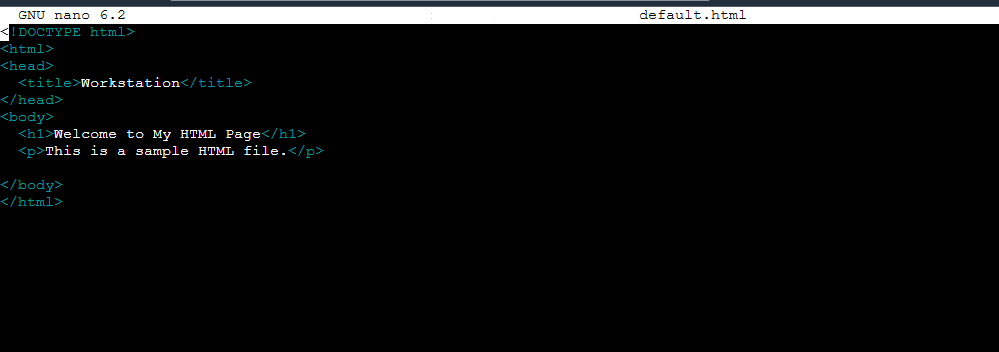 GNU nano 6.2 default.html
<!DOCTYPE html>
<html>
<head>
  <title>Workstation</title>
</head>
<body>
  <h1>Welcome to My HTML Page</h1>
  <p>This is a sample HTML file.</p>

</body>
</html>